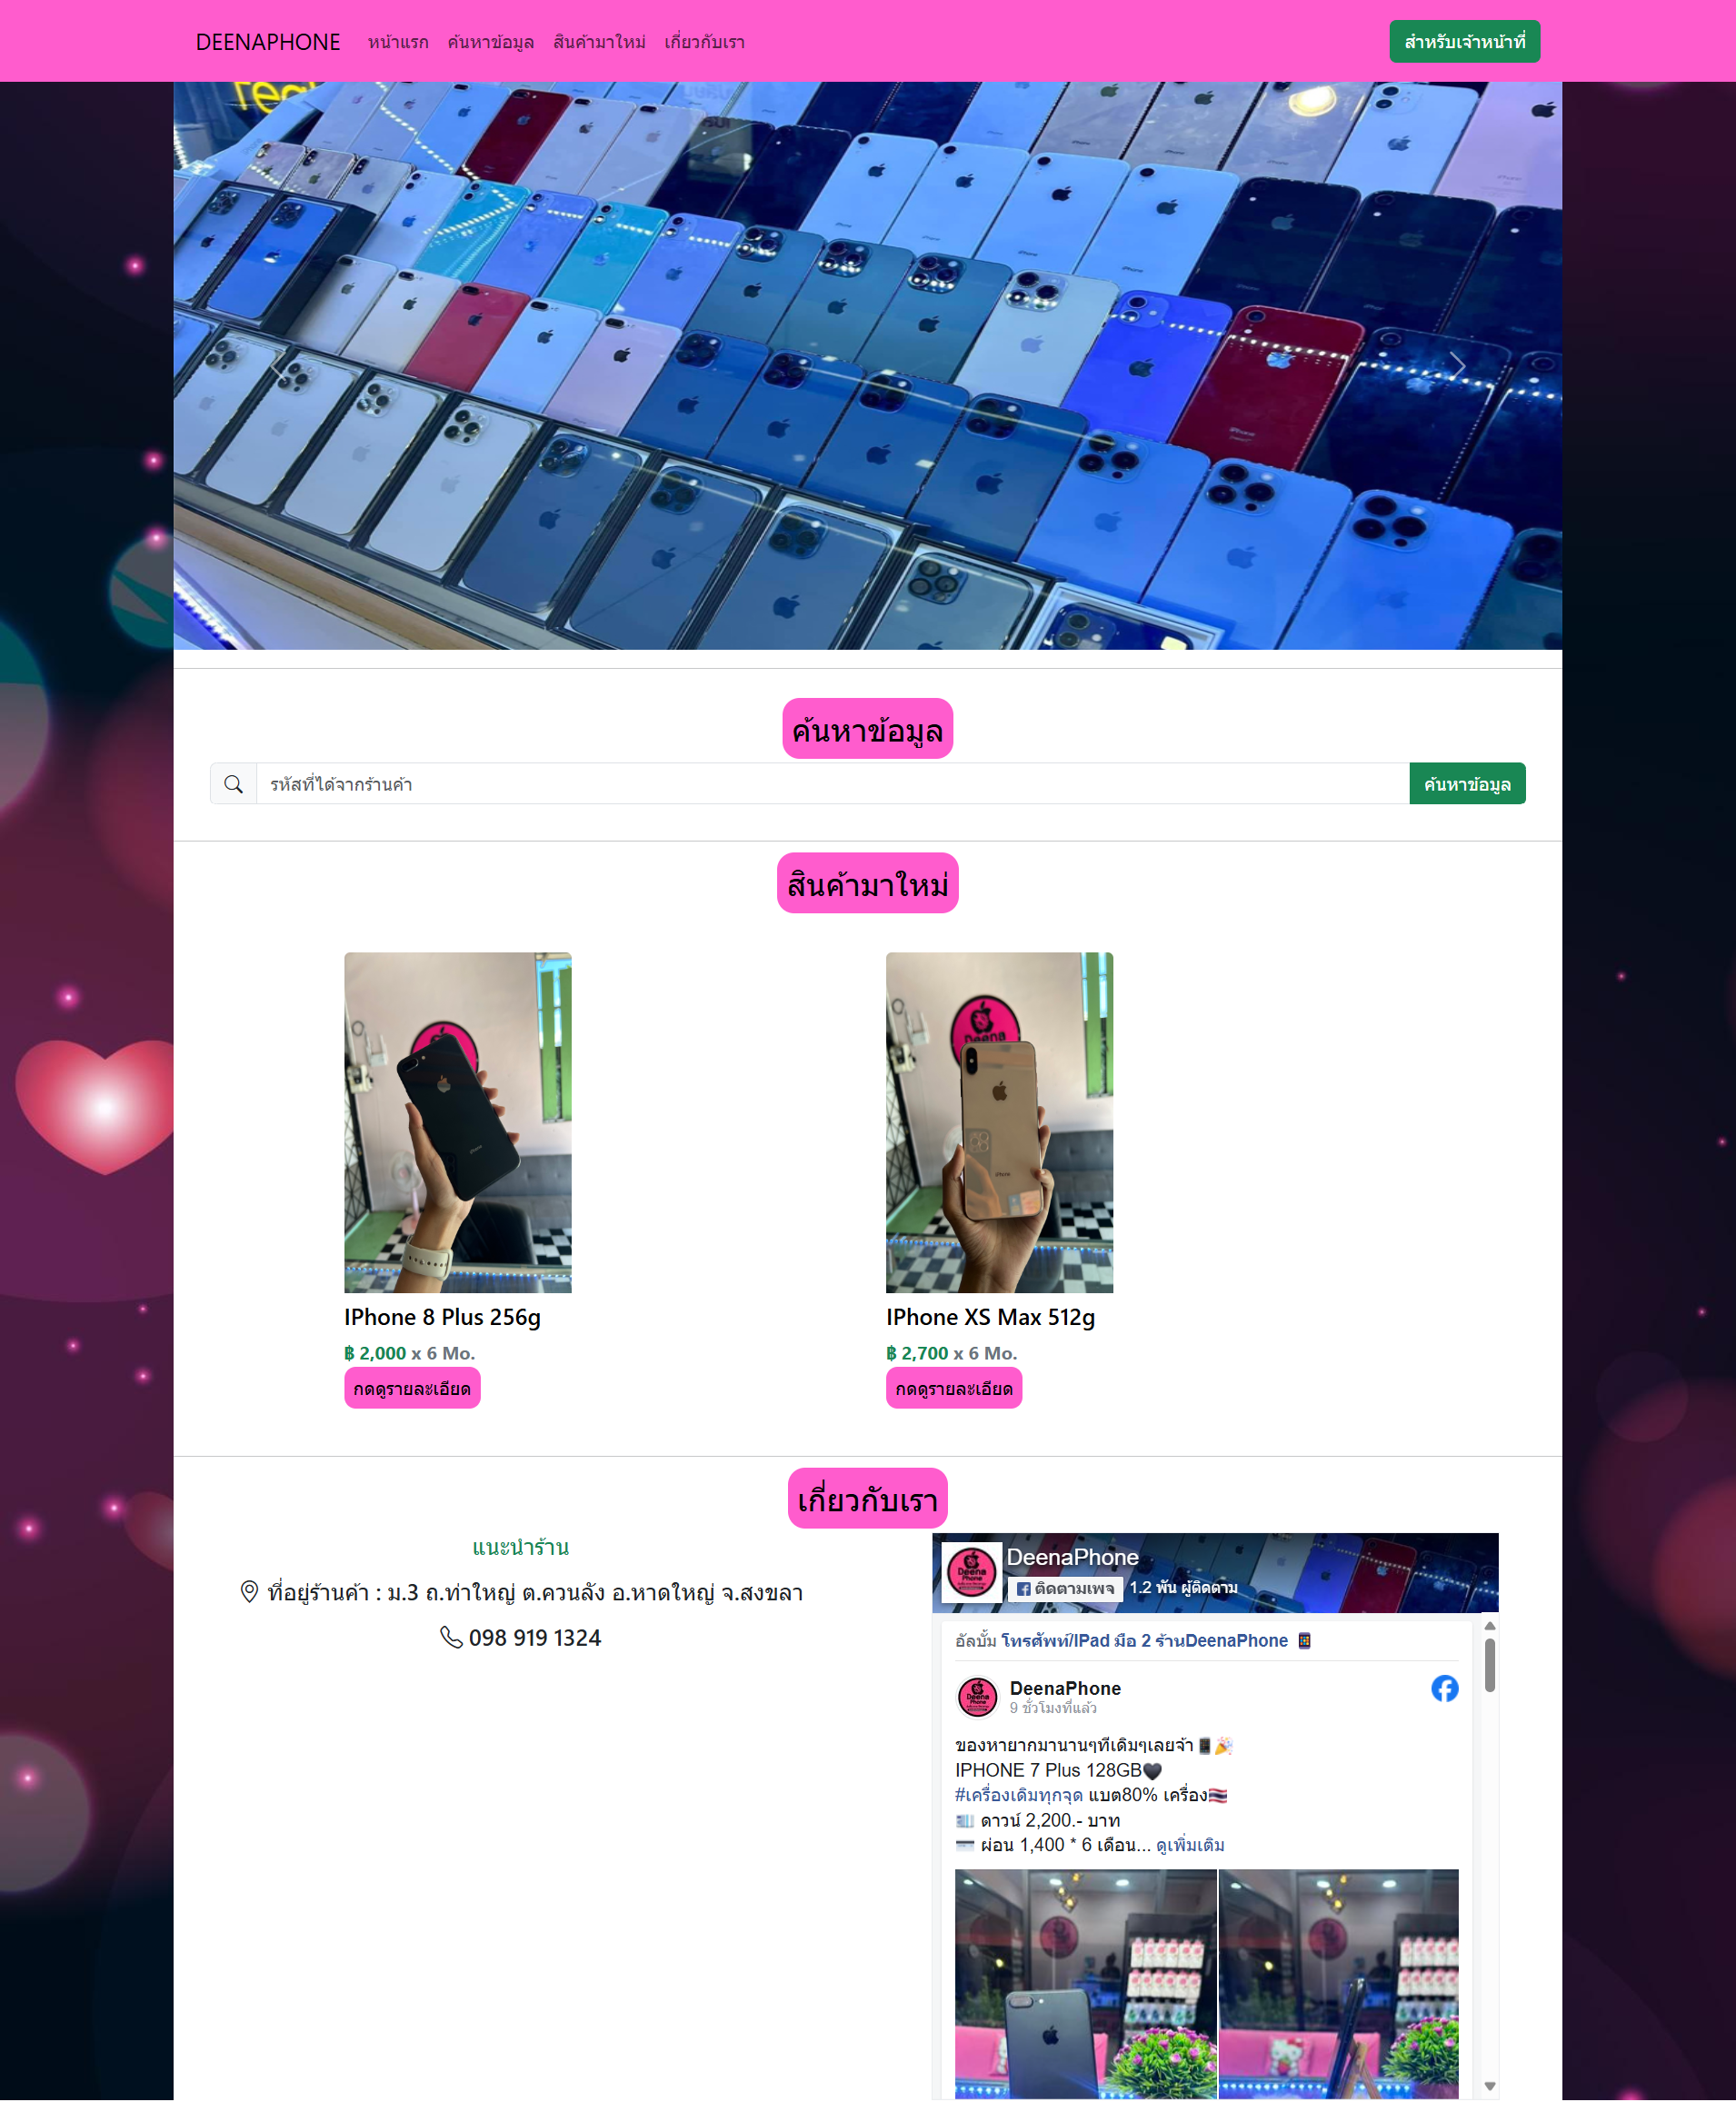 DEENAPHONE หน้าแรก ค้นหาข้อมูล สินค้ามาใหม่ เกี่ยวกับเรา สำหรับเจ้าหน้าที่
ค้นหาข้อมูล
รหัสที่ได้จากร้านค้า ค้นหาข้อมูล
สินค้ามาใหม่
IPhone 8 Plus 256g
฿ 2,000 x 6 Mo.
กดดูรายละเอียด
IPhone XS Max 512g
฿ 2,700 x 6 Mo.
กดดูรายละเอียด
เกี่ยวกับเรา
แนะนำร้าน
ที่อยู่ร้านค้า : ม.3 ถ.ท่าใหญ่ ต.ควนลัง อ.หาดใหญ่ จ.สงขลา
098 919 1324
DeenaPhone
ติดตามเพจ 1.2 พัน ผู้ติดตาม
อัลบั้ม โทรศัพท์/IPad มือ 2 ร้านDeenaPhone 📱
DeenaPhone
9 ชั่วโมงที่แล้ว
ของหายากมานานๆทีเดิมๆเลยจ้า📱🎉
IPHONE 7 Plus 128GB🖤
#เครื่องเดิมทุกจุด แบต80% เครื่อง🇹🇭
ดาวน์ 2,200.- บาท
ผ่อน 1,400 * 6 เดือน... ดูเพิ่มเติม